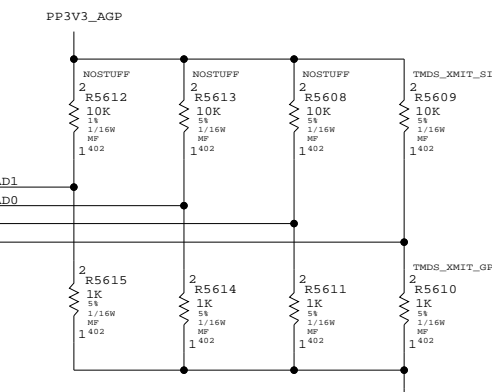 PP3V3_AGP
NOSTUFF
2
R5612
10K
1%
1/16W
MF
402
1
NOSTUFF
2
R5613
10K
5%
1/16W
MF
402
1
NOSTUFF
2
R5608
10K
5%
1/16W
MF
402
1
TMDS_XMIT_SI
2
R5609
10K
5%
1/16W
MF
402
1
AD1
AD0
2
R5615
1K
5%
1/16W
MF
402
1
2
R5614
1K
5%
1/16W
MF
402
1
2
R5611
1K
5%
1/16W
MF
402
1
TMDS_XMIT_GP
2
R5610
1K
5%
1/16W
MF
402
1